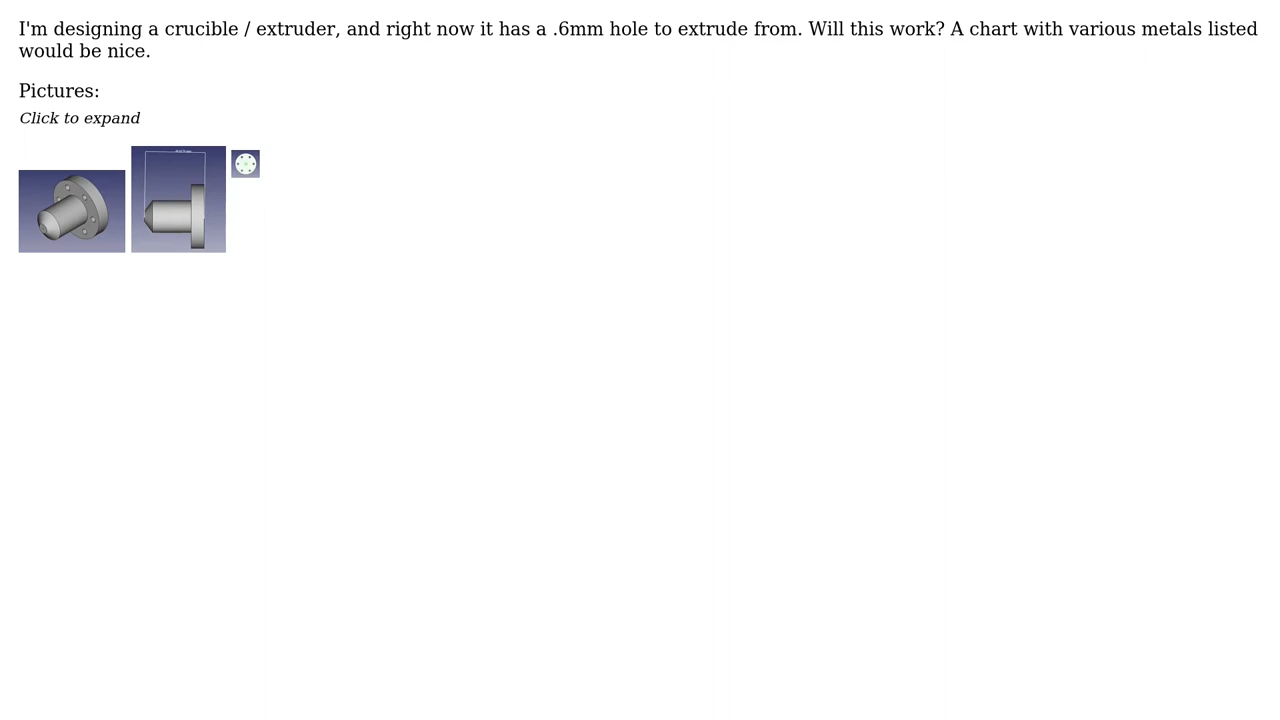 I'm designing a crucible / extruder, and right now it has a .6mm hole to extrude from. Will this work? A chart with various metals listed
would be nice.
Pictures:
Click to expand